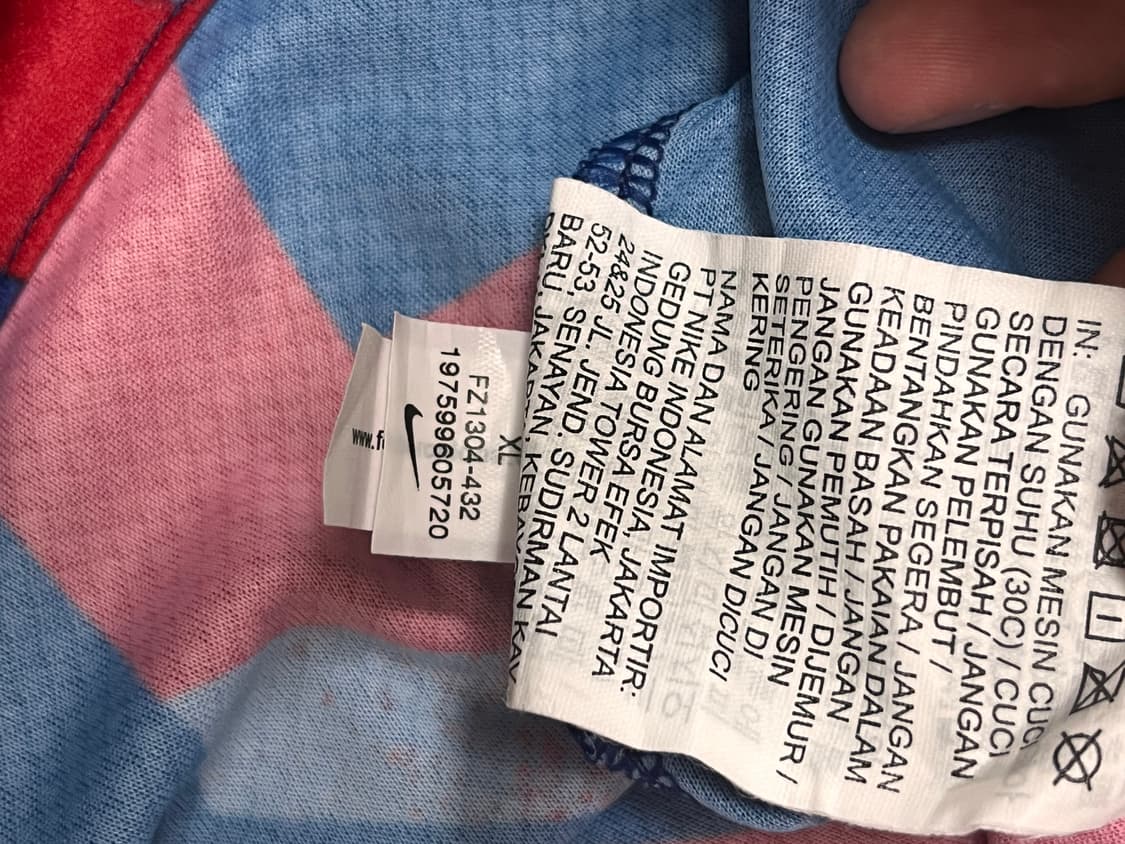 IN: GUNAKAN MESIN CUCI
DENGAN SUHU (30C) / CUCI
SECARA TERPISAH / JANGAN
GUNAKAN PELEMBUT /
PINDAHKAN SEGERA / JANGAN
BENTANGKAN PAKAIAN DALAM
KEADAAN BASAH / JANGAN
GUNAKAN PEMUTIH / DIJEMUR /
JANGAN GUNAKAN MESIN
PENGERING / JANGAN DI
SETERIKA / JANGAN DICUCI
KERING
NAMA DAN ALAMAT IMPORTIR:
PT NIKE INDONESIA, JAKARTA
GEDUNG BURSA EFEK
INDONESIA TOWER 2 LANTAI
24&25 JL. JEND. SUDIRMAN KAV
52-53, SENAYAN, KEBAYORAN
BARU, JAKARTA
XL
FZ1304-432
197599605720
www.f